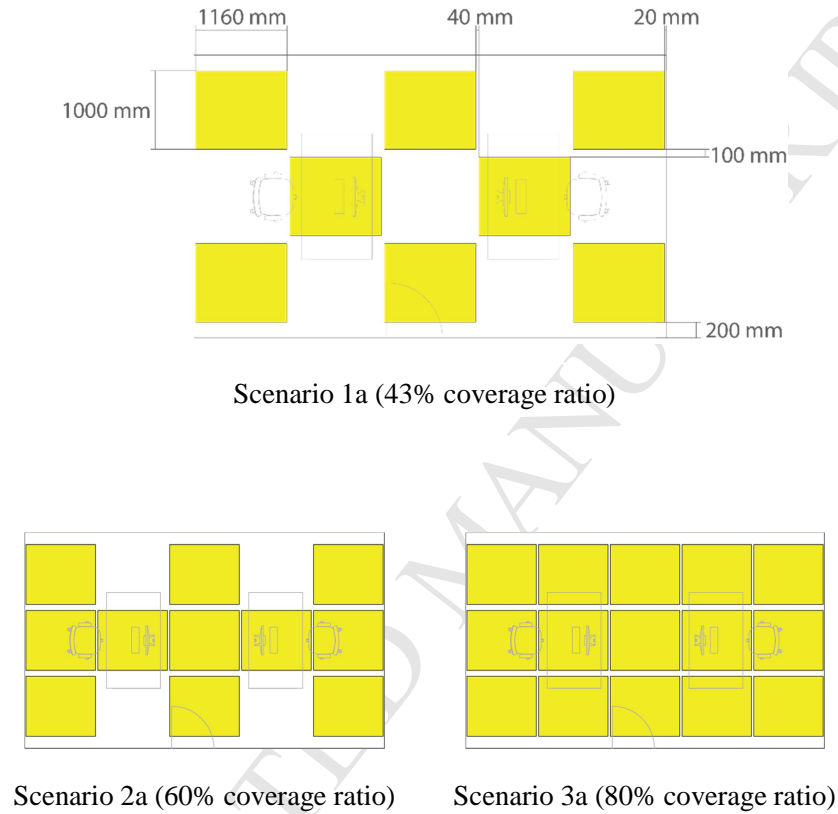 1160 mm 40 mm 20 mm
1000 mm
100 mm
200 mm
Scenario 1a (43% coverage ratio)
Scenario 2a (60% coverage ratio) Scenario 3a (80% coverage ratio)